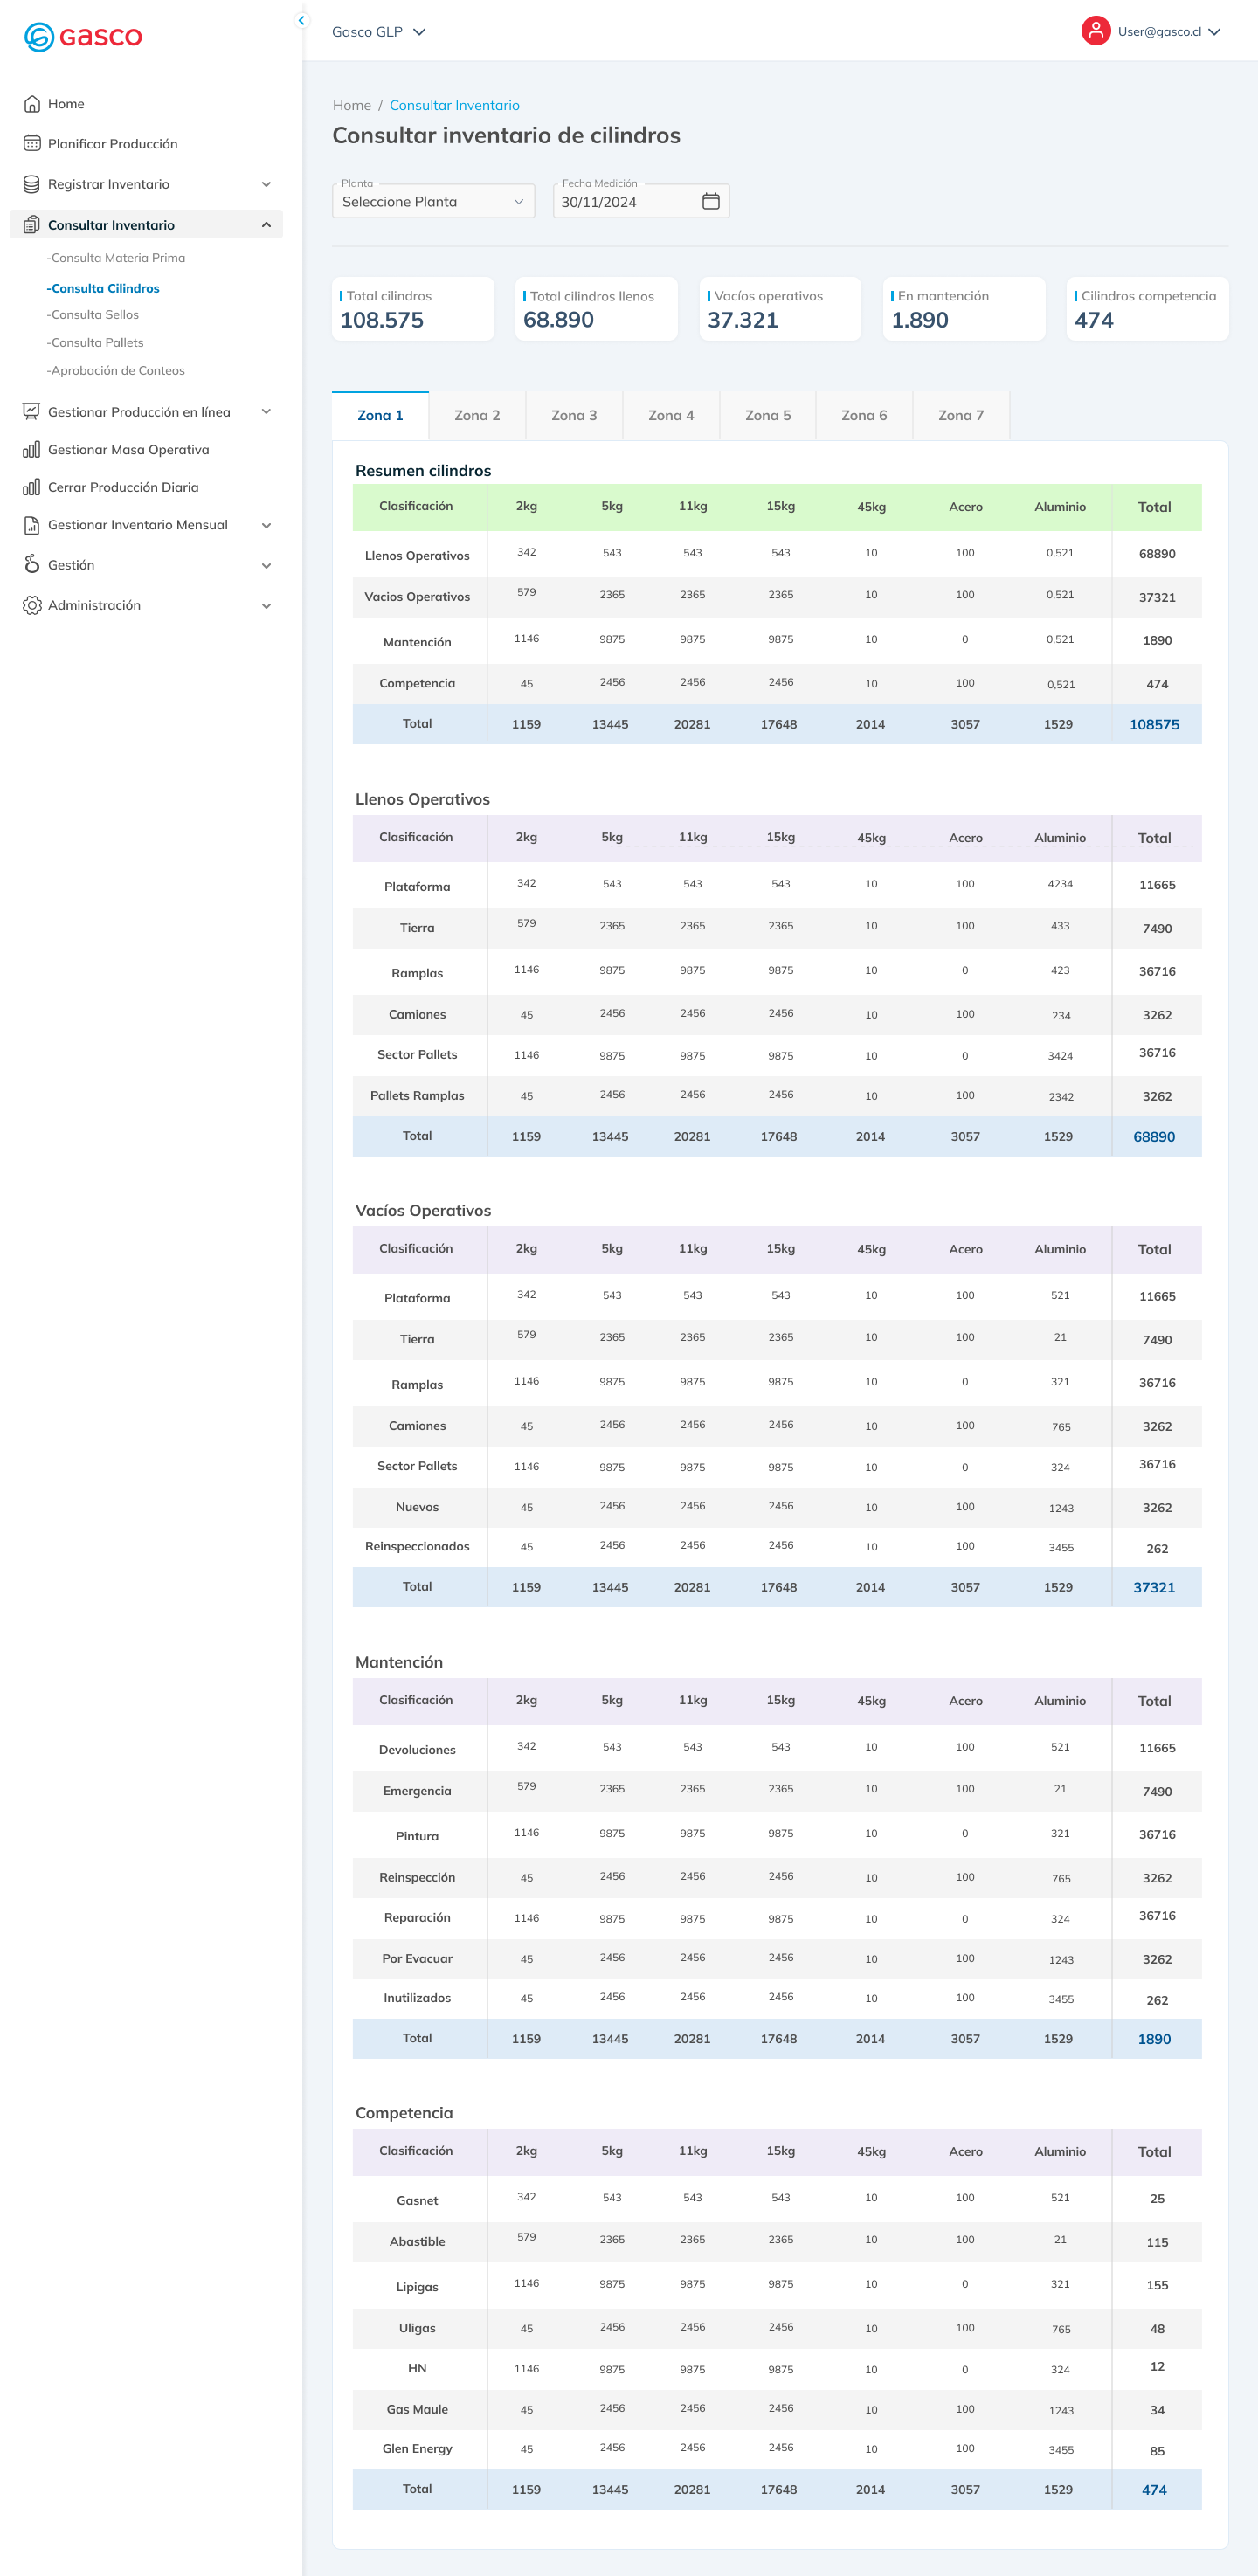 gasco
Gasco GLP
User@gasco.cl
Home
Planificar Producción
Registrar Inventario
Consultar Inventario
-Consulta Materia Prima
-Consulta Cilindros
-Consulta Sellos
-Consulta Pallets
-Aprobación de Conteos
Gestionar Producción en línea
Gestionar Masa Operativa
Cerrar Producción Diaria
Gestionar Inventario Mensual
Gestión
Administración
Home / Consultar Inventario
Consultar inventario de cilindros
Planta
Seleccione Planta
Fecha Medición
30/11/2024
Total cilindros
108.575
Total cilindros llenos
68.890
Vacíos operativos
37.321
En mantención
1.890
Cilindros competencia
474
Zona 1 Zona 2 Zona 3 Zona 4 Zona 5 Zona 6 Zona 7
Resumen cilindros
Clasificación 2kg 5kg 11kg 15kg 45kg Acero Aluminio Total
Llenos Operativos 342 543 543 543 10 100 0,521 68890
Vacios Operativos 579 2365 2365 2365 10 100 0,521 37321
Mantención 1146 9875 9875 9875 10 0 0,521 1890
Competencia 45 2456 2456 2456 10 100 0,521 474
Total 1159 13445 20281 17648 2014 3057 1529 108575
Llenos Operativos
Clasificación 2kg 5kg 11kg 15kg 45kg Acero Aluminio Total
Plataforma 342 543 543 543 10 100 4234 11665
Tierra 579 2365 2365 2365 10 100 433 7490
Ramplas 1146 9875 9875 9875 10 0 423 36716
Camiones 45 2456 2456 2456 10 100 234 3262
Sector Pallets 1146 9875 9875 9875 10 0 3424 36716
Pallets Ramplas 45 2456 2456 2456 10 100 2342 3262
Total 1159 13445 20281 17648 2014 3057 1529 68890
Vacíos Operativos
Clasificación 2kg 5kg 11kg 15kg 45kg Acero Aluminio Total
Plataforma 342 543 543 543 10 100 521 11665
Tierra 579 2365 2365 2365 10 100 21 7490
Ramplas 1146 9875 9875 9875 10 0 321 36716
Camiones 45 2456 2456 2456 10 100 765 3262
Sector Pallets 1146 9875 9875 9875 10 0 324 36716
Nuevos 45 2456 2456 2456 10 100 1243 3262
Reinspeccionados 45 2456 2456 2456 10 100 3455 262
Total 1159 13445 20281 17648 2014 3057 1529 37321
Mantención
Clasificación 2kg 5kg 11kg 15kg 45kg Acero Aluminio Total
Devoluciones 342 543 543 543 10 100 521 11665
Emergencia 579 2365 2365 2365 10 100 21 7490
Pintura 1146 9875 9875 9875 10 0 321 36716
Reinspección 45 2456 2456 2456 10 100 765 3262
Reparación 1146 9875 9875 9875 10 0 324 36716
Por Evacuar 45 2456 2456 2456 10 100 1243 3262
Inutilizados 45 2456 2456 2456 10 100 3455 262
Total 1159 13445 20281 17648 2014 3057 1529 1890
Competencia
Clasificación 2kg 5kg 11kg 15kg 45kg Acero Aluminio Total
Gasnet 342 543 543 543 10 100 521 25
Abastible 579 2365 2365 2365 10 100 21 115
Lipigas 1146 9875 9875 9875 10 0 321 155
Uligas 45 2456 2456 2456 10 100 765 48
HN 1146 9875 9875 9875 10 0 324 12
Gas Maule 45 2456 2456 2456 10 100 1243 34
Glen Energy 45 2456 2456 2456 10 100 3455 85
Total 1159 13445 20281 17648 2014 3057 1529 474